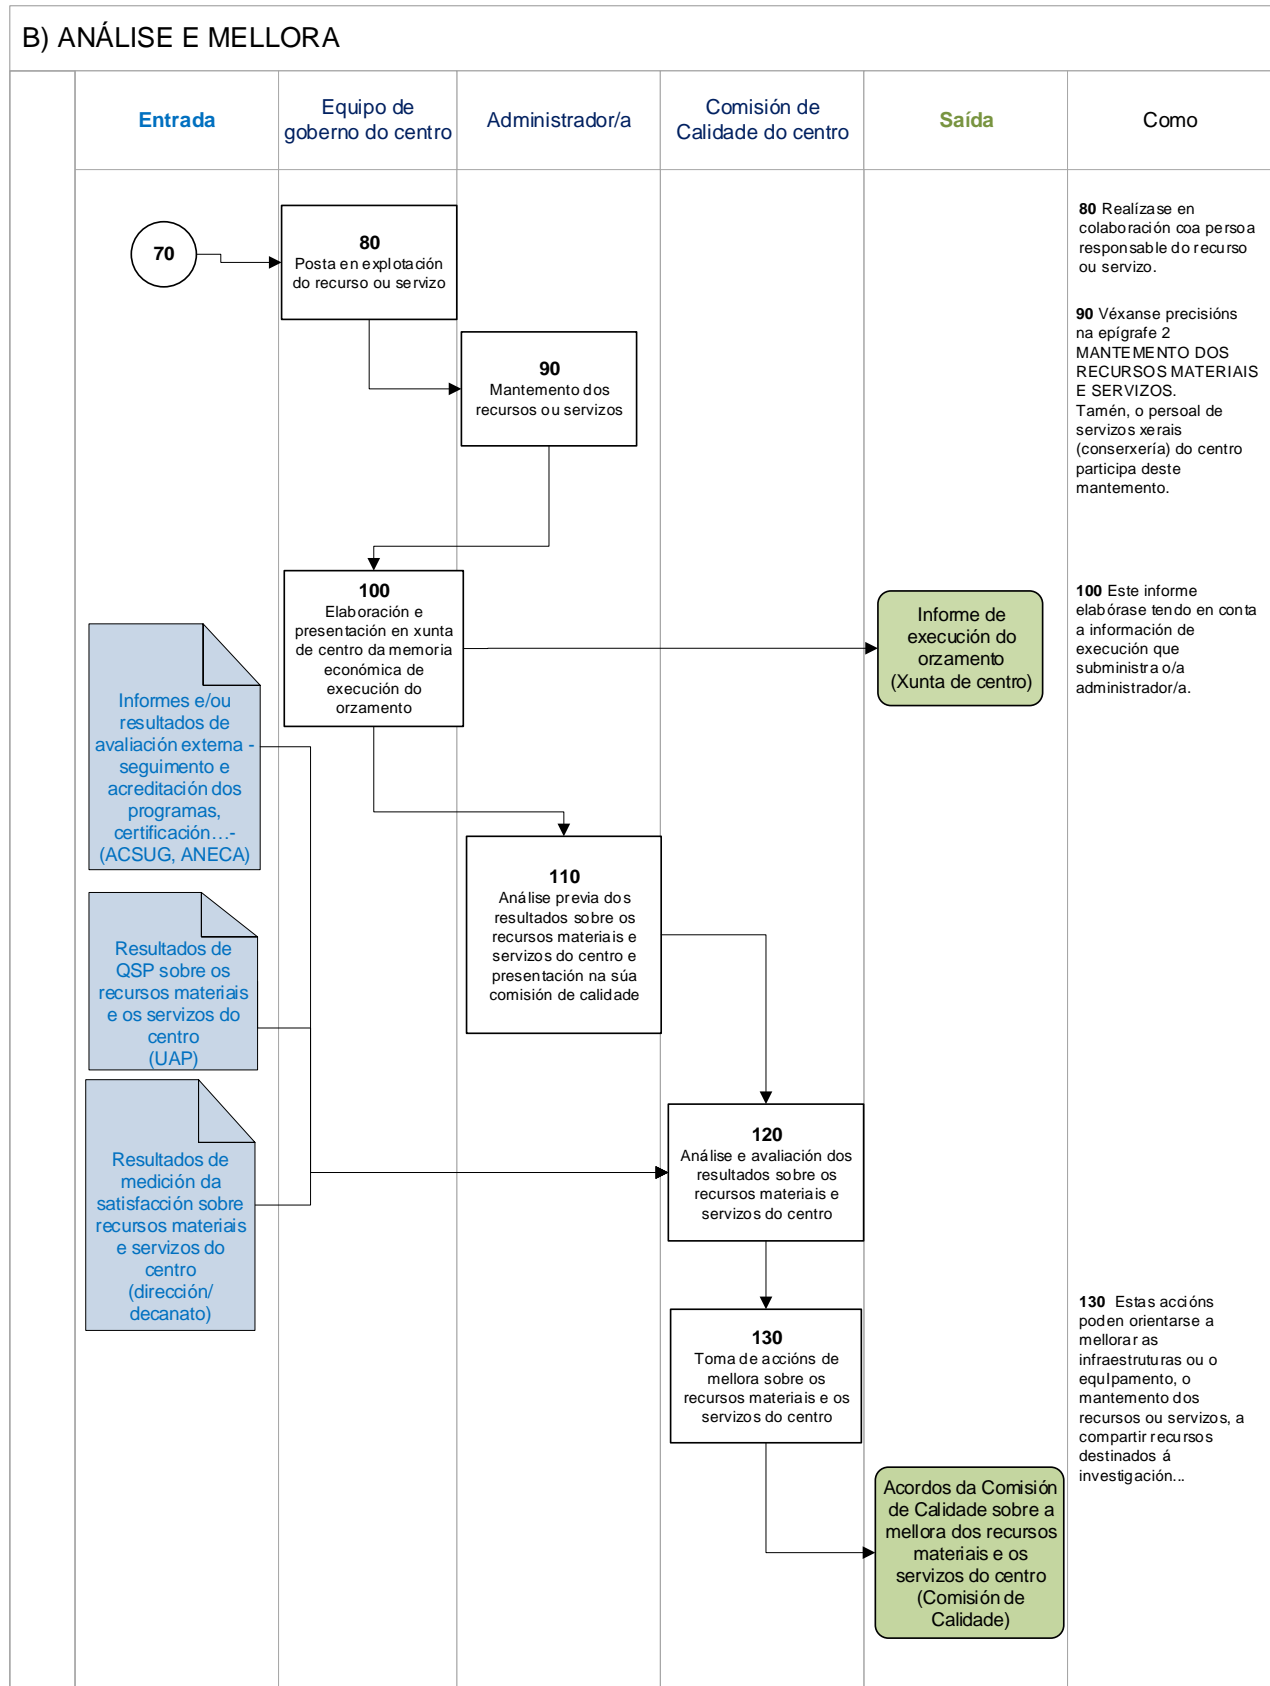 B) ANÁLISE E MELLORA
Entrada
Equipo de
goberno do centro
Administrador/a
Comisión de
Calidade do centro
Saída
Como
70
80
Posta en explotación
do recurso ou servizo
80 Realízase en
colaboración coa persoa
responsable do recurso
ou servizo.
90
Mantemento dos
recursos ou servizos
90 Véxanse precisións
na epígrafe 2
MANTEMENTO DOS
RECURSOS MATERIAIS
E SERVIZOS.
Tamén, o persoal de
servizos xerais
(conserxería) do centro
participa deste
mantemento.
100
Elaboración e
presentación en xunta
de centro da memoria
económica de
execución do
orzamento
Informe de
execución do
orzamento
(Xunta de centro)
100 Este informe
elabórase tendo en conta
a información de
execución que
subministra o/a
administrador/a.
Informes e/ou
resultados de
avaliación externa -
seguimento e
acreditación dos
programas,
certificación…-
(ACSUG, ANECA)
110
Análise previa dos
resultados sobre os
recursos materiais e
servizos do centro e
presentación na súa
comisión de calidade
Resultados de
QSP sobre os
recursos materiais
e os servizos do
centro
(UAP)
120
Análise e avaliación dos
resultados sobre os
recursos materiais e
servizos do centro
Resultados de
medición da
satisfacción sobre
recursos materiais
e servizos do
centro
(dirección/
decanato)
130
Toma de accións de
mellora sobre os
recursos materiais e os
servizos do centro
130 Estas accións
poden orientarse a
mellorar as
infraestruturas ou o
equIpamento, o
mantemento dos
recursos ou servizos, a
compartir recursos
destinados á
investigación...
Acordos da Comisión
de Calidade sobre a
mellora dos recursos
materiais e os
servizos do centro
(Comisión de
Calidade)